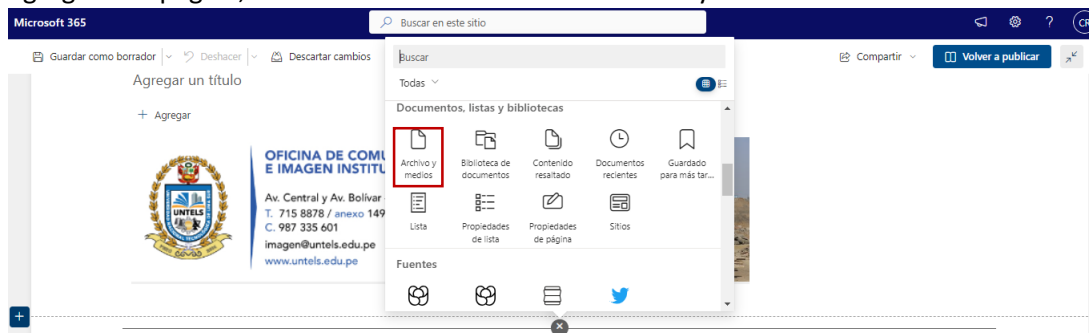 Microsoft 365
Buscar en este sitio
CR
Guardar como borrador
Deshacer
Descartar cambios
Compartir
Volver a publicar
Agregar un título
Agregar
Buscar
Todas
Documentos, listas y bibliotecas
Archivo y medios
Biblioteca de documentos
Contenido resaltado
Documentos recientes
Guardado para más tar...
Lista
Propiedades de lista
Propiedades de página
Sitios
Fuentes
UNTELS
OFICINA DE COMU
E IMAGEN INSTITU
Av. Central y Av. Bolívar
T. 715 8878 / anexo 149
C. 987 335 601
imagen@untels.edu.pe
www.untels.edu.pe